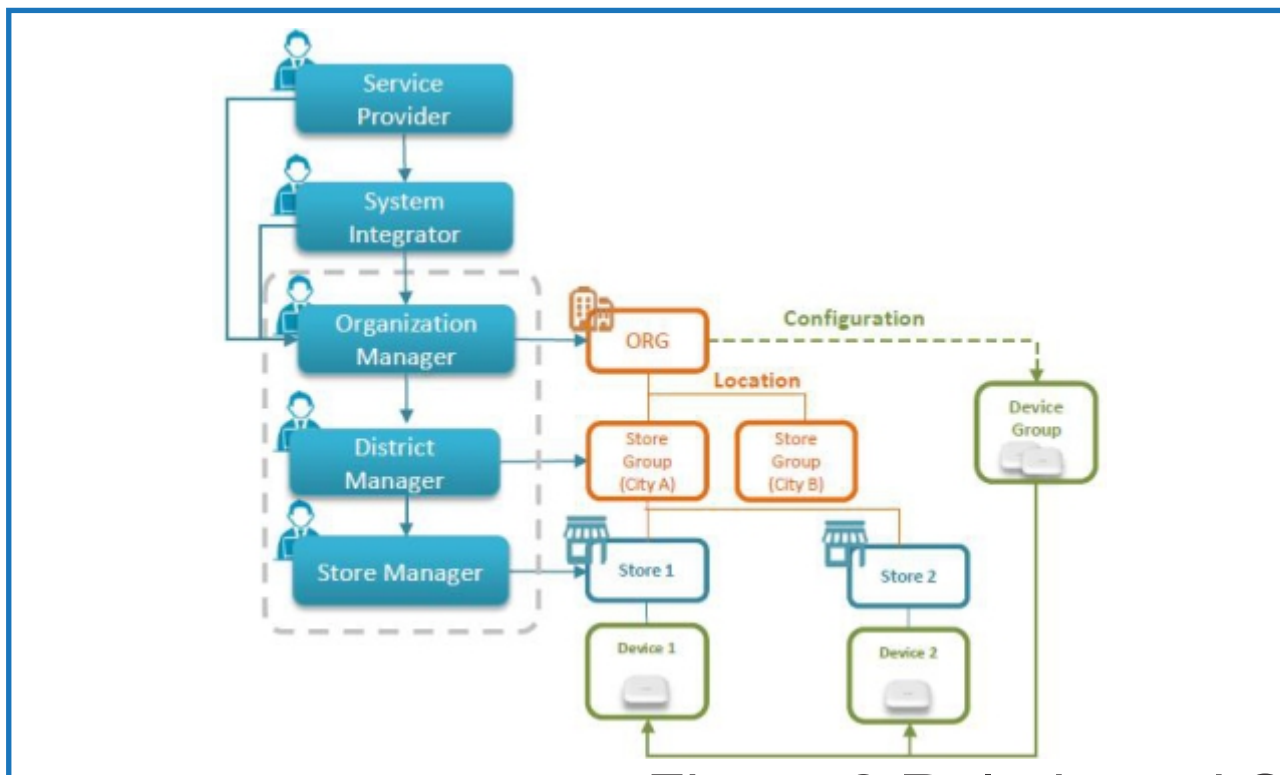 Service
Provider
System
Integrator
Organization
Manager
ORG
Configuration
Location
Device
Group
District
Manager
Store
Group
(City A)
Store
Group
(City B)
Store Manager
Store 1
Store 2
Device 1
Device 2